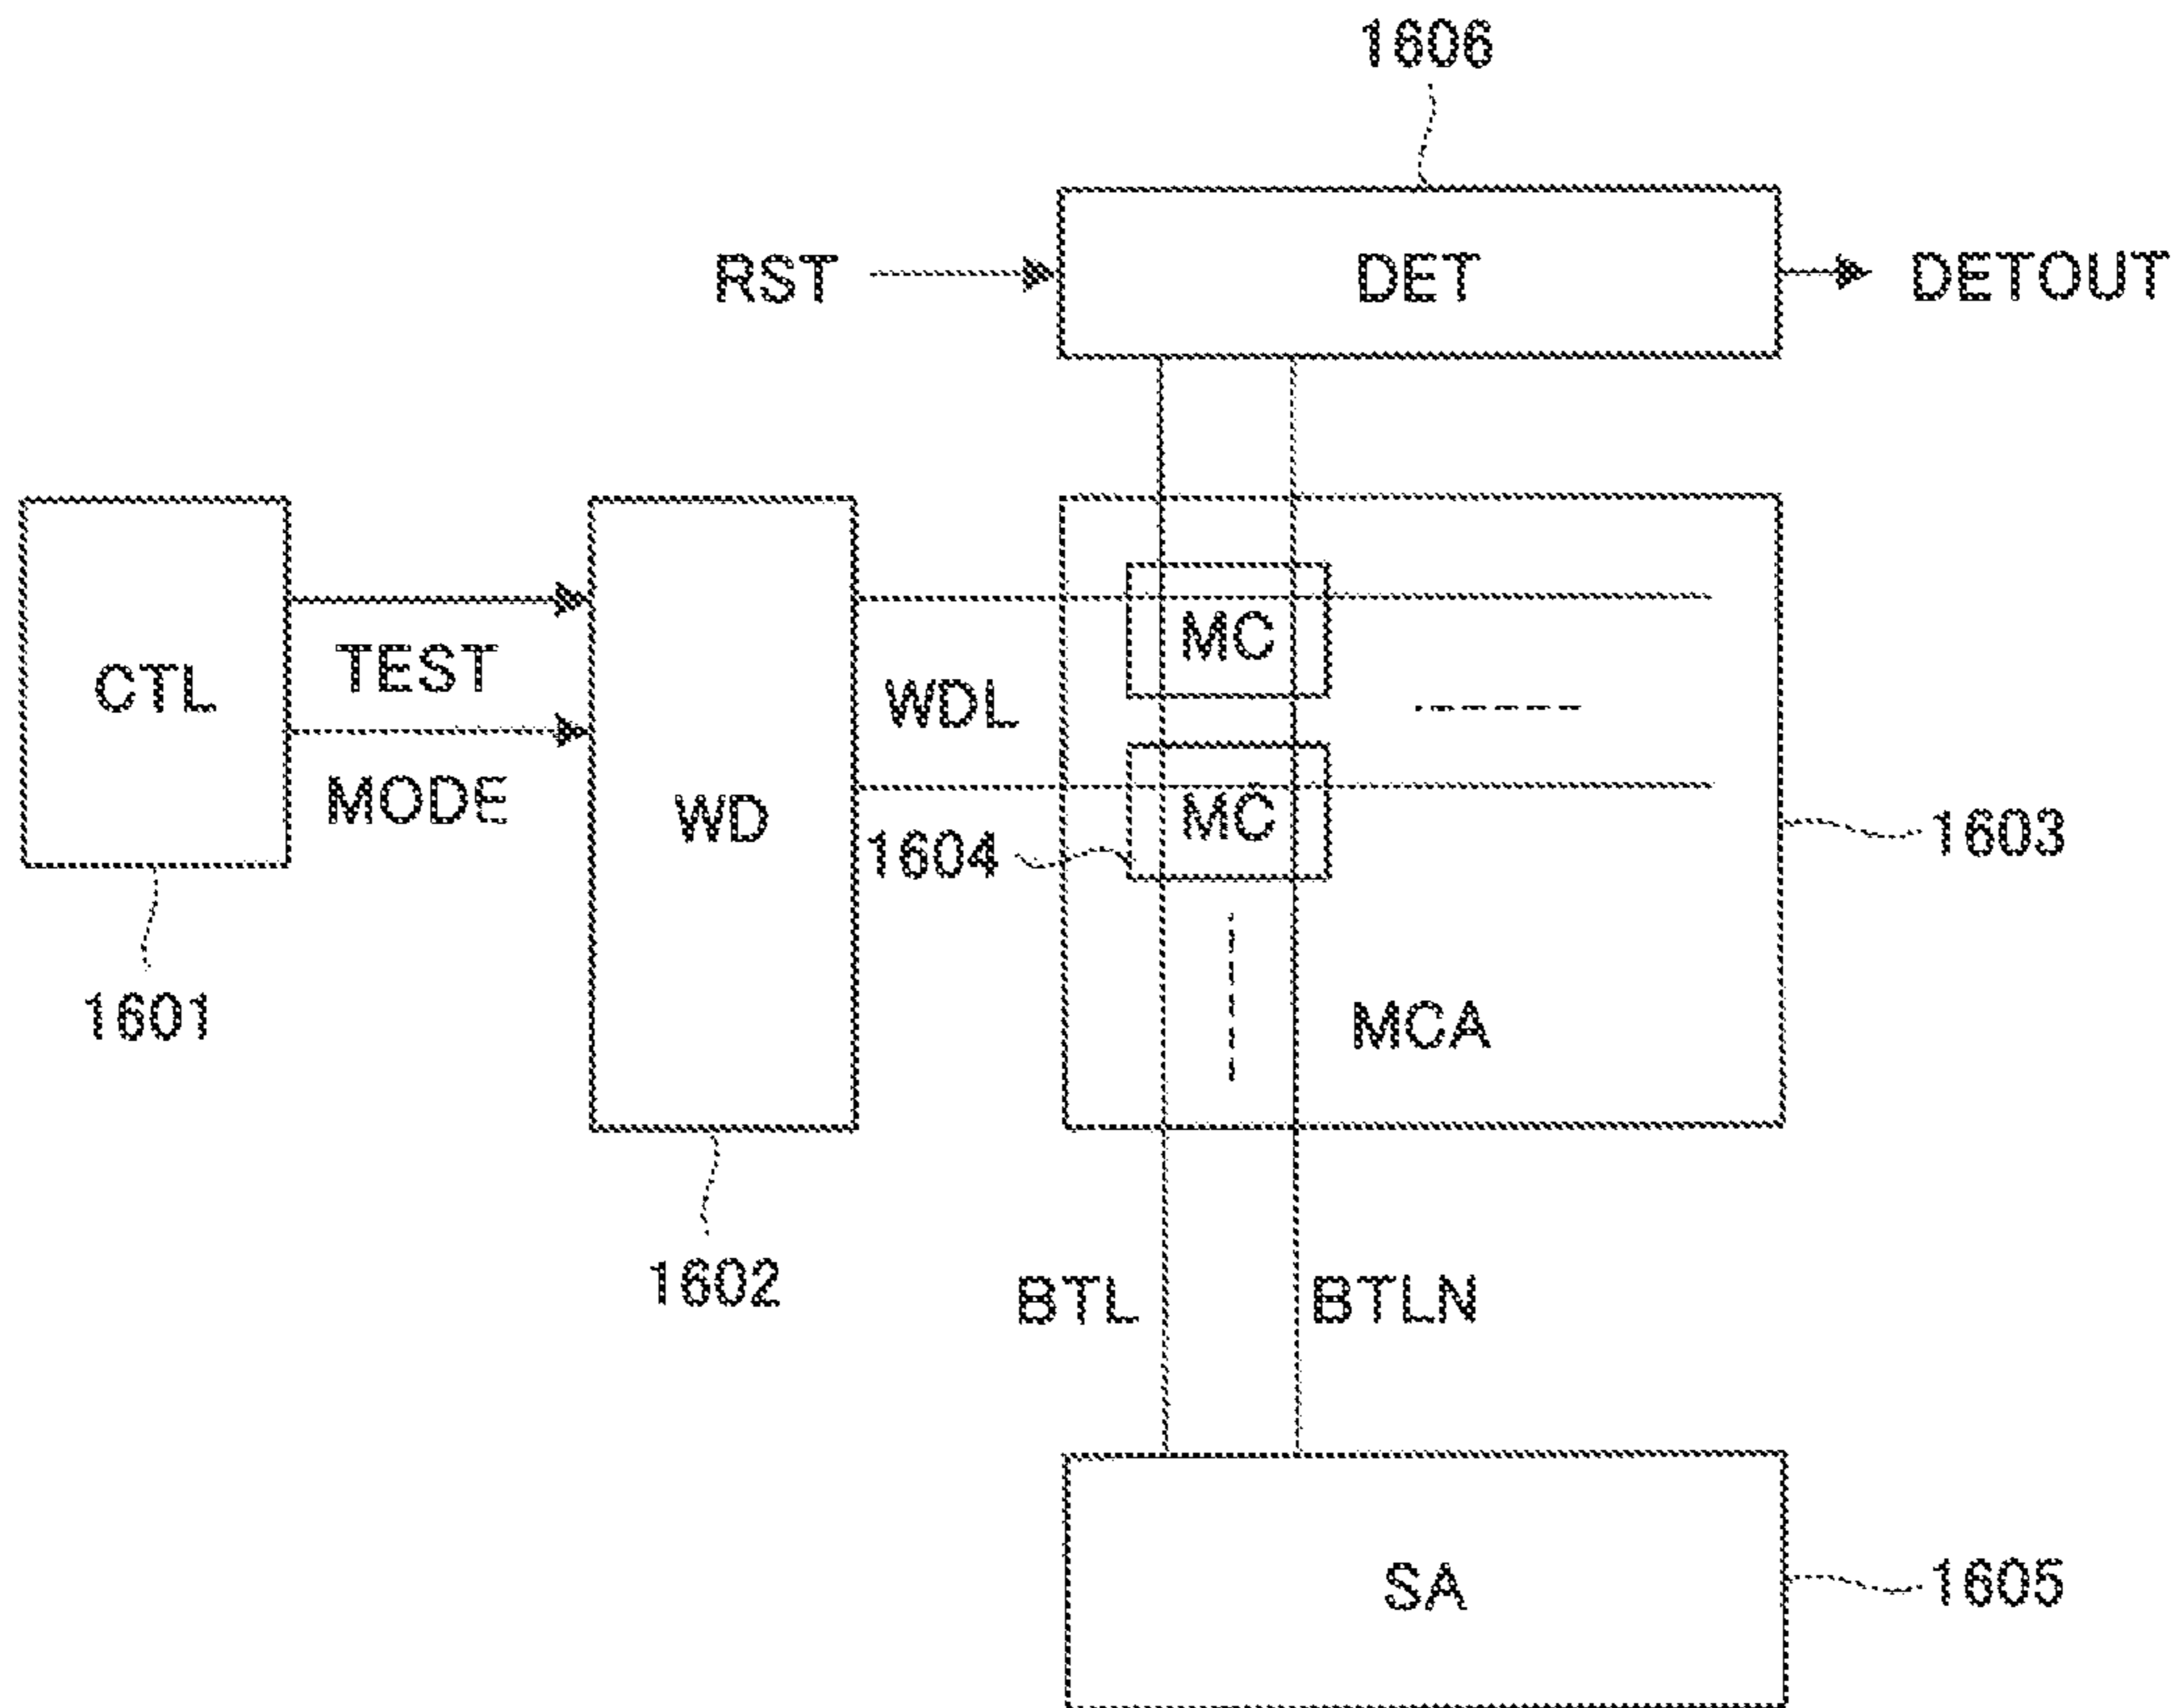 1606
RST
DET
DETOUT
CTL
TEST
MODE
WD
WDL
MC
MC
1604
1603
MCA
1601
1602
BTL
BTLN
SA
1605